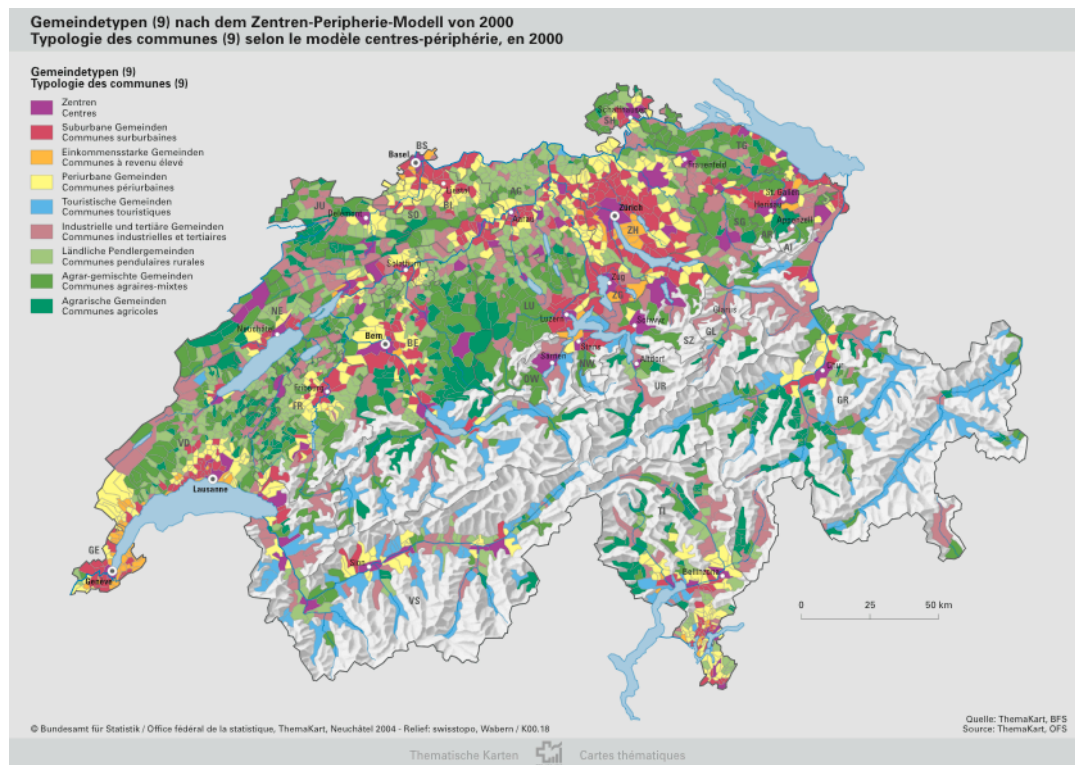 Gemeindetypen (9) nach dem Zentren-Peripherie-Modell von 2000
Typologie des communes (9) selon le modèle centres-périphérie, en 2000
Gemeindetypen (9)
Typologie des communes (9)
Zentren
Centres
Suburbane Gemeinden
Communes surburbaines
Einkommensstarke Gemeinden
Communes à revenu élevé
Periurbane Gemeinden
Communes périurbaines
Touristische Gemeinden
Communes touristiques
Industrielle und tertiäre Gemeinden
Communes industrielles et tertiaires
Ländliche Pendlergemeinden
Communes pendulaires rurales
Agrar-gemischte Gemeinden
Communes agraires-mixtes
Agrarische Gemeinden
Communes agricoles
Schaffhausen
SH
BS
Basel
TG
Frauenfeld
Liestal
BL
AG
St. Gallen
Herisau
JU
Delémont
SO
Aarau
Zürich
ZH
SG
Appenzell
AR
AI
Solothurn
Zug
ZG
LU
NE
Neuchâtel
Luzern
Schwyz
Glarus
Bern
BE
SZ
GL
Stans
Sarnen
NW
Altdorf
OW
Fribourg
FR
UR
Chur
GR
VD
Lausanne
TI
GE
Genève
Sion
Bellinzona
VS
0 25 50 km
© Bundesamt für Statistik / Office fédéral de la statistique, ThemaKart, Neuchâtel 2004 - Relief: swisstopo, Wabern / K00.18
Quelle: ThemaKart, BFS
Source: ThemaKart, OFS
Thematische Karten Cartes thématiques